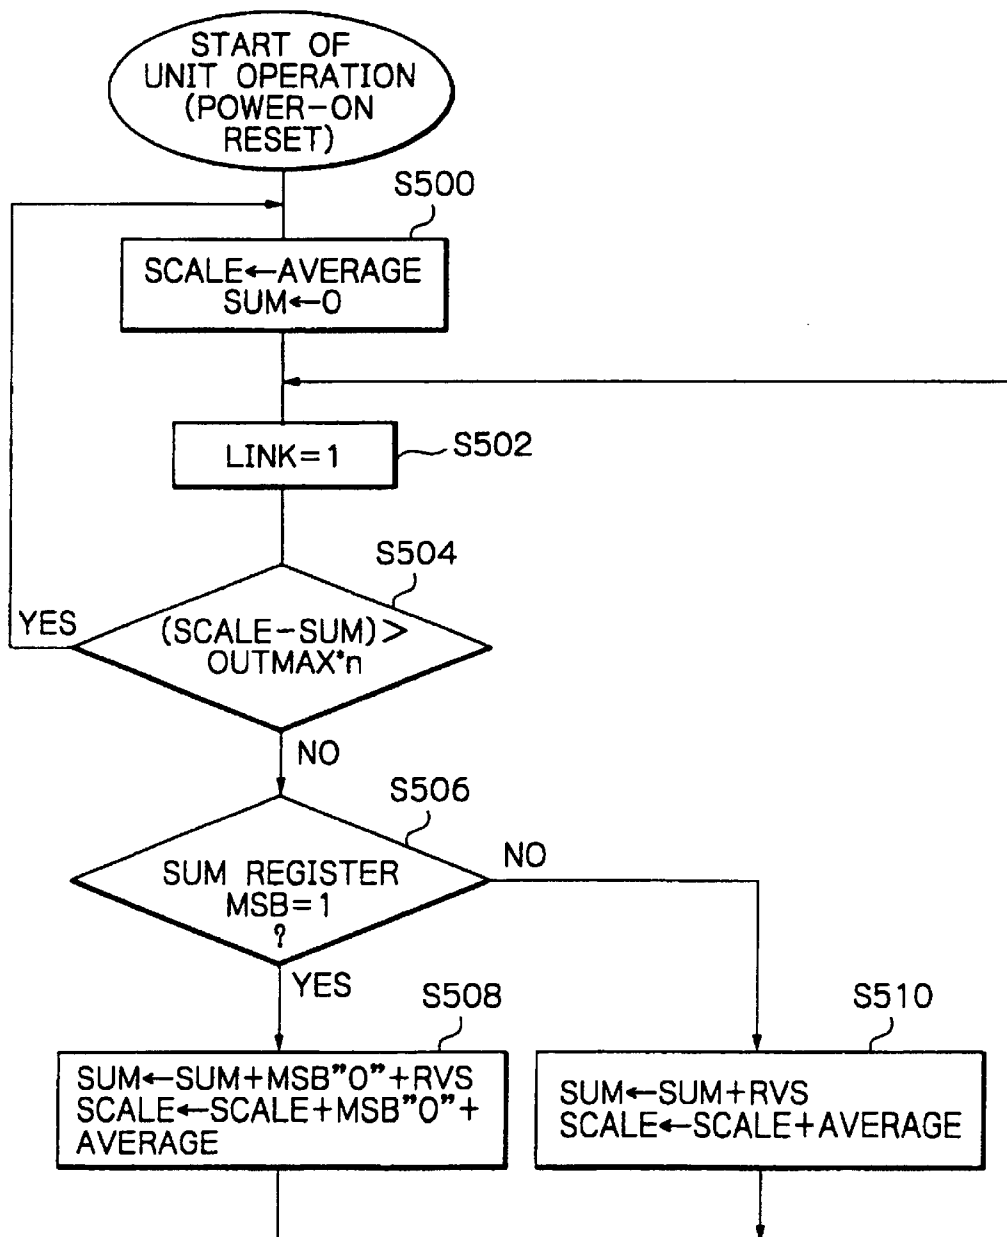 START OF
UNIT OPERATION
(POWER-ON
RESET)
S500
SCALE←AVERAGE
SUM←0
LINK=1
S502
S504
YES
(SCALE-SUM)>
OUTMAX*n
NO
S506
NO
SUM REGISTER
MSB=1
?
YES
S508
S510
SUM←SUM+MSB"0"+RVS
SCALE←SCALE+MSB"0"+
AVERAGE
SUM←SUM+RVS
SCALE←SCALE+AVERAGE